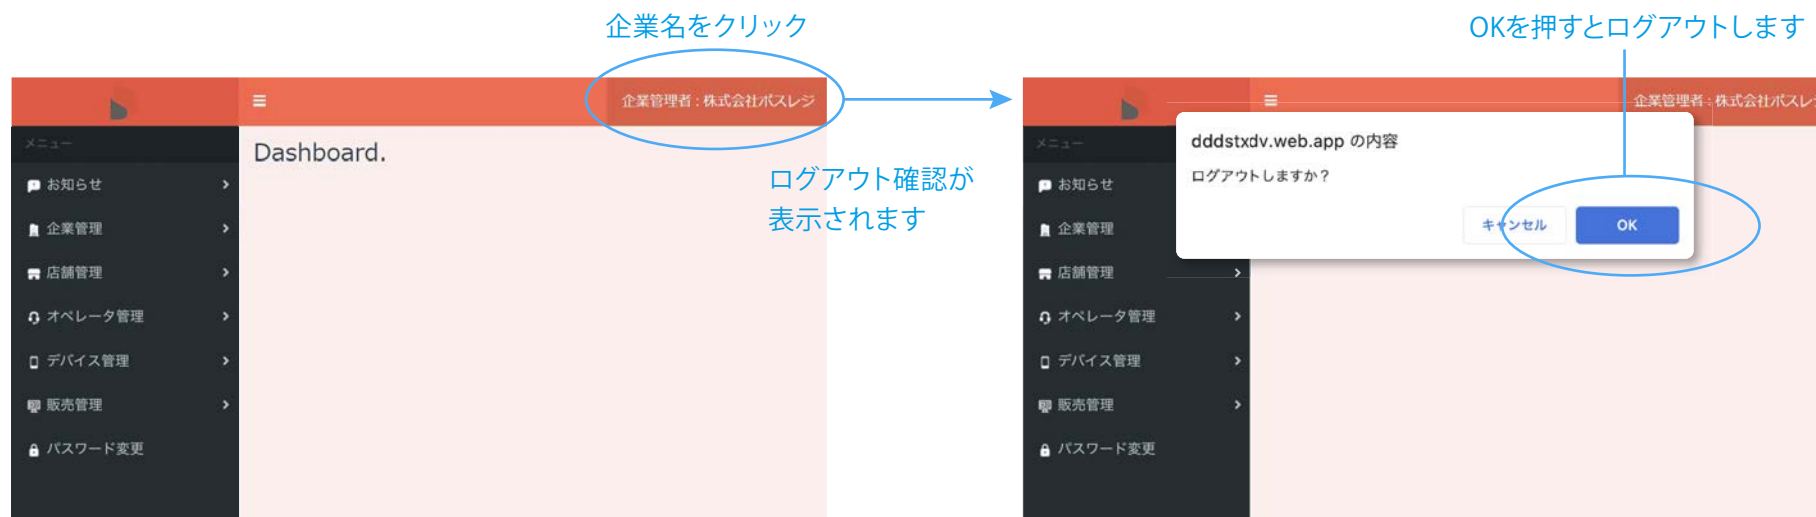 企業名をクリック
OKを押すとログアウトします
企業管理者 : 株式会社ポスレジ
メニュー
Dashboard.
お知らせ
企業管理
店舗管理
オペレータ管理
デバイス管理
販売管理
パスワード変更
ログアウト確認が
表示されます
企業管理者 : 株式会社ポスレジ
メニュー
dddstxdv.web.app の内容
ログアウトしますか？
キャンセル
OK
お知らせ
企業管理
店舗管理
オペレータ管理
デバイス管理
販売管理
パスワード変更